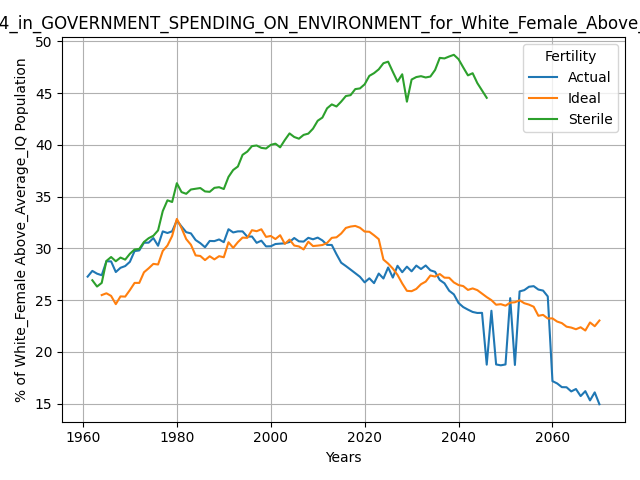 4_in_GOVERNMENT_SPENDING_ON_ENVIRONMENT_for_White_Female_Above_
% of White_Female Above_Average_IQ Population
50
45
40
35
30
25
20
15
Fertility
Actual
Ideal
Sterile
1960
1980
2000
2020
2040
2060
Years